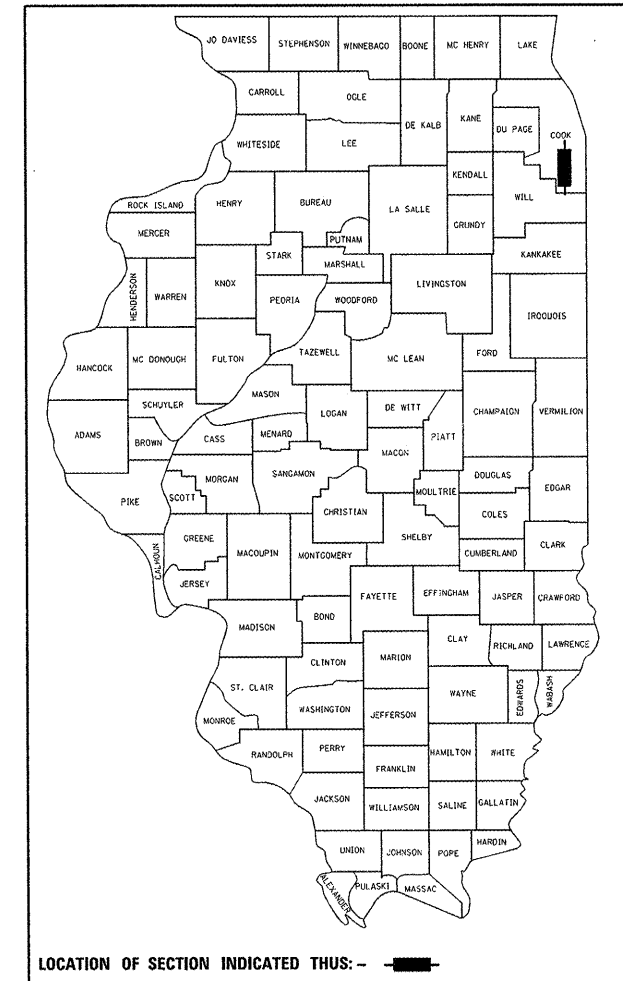 JO DAVIESS STEPHENSON WINNEBAGO BOONE MC HENRY LAKE
CARROLL OGLE DE KALB KANE DU PAGE COOK
WHITESIDE LEE KENDALL WILL
ROCK ISLAND HENRY BUREAU LA SALLE GRUNDY
MERCER PUTNAM KANKAKEE
STARK MARSHALL
HENDERSON WARREN KNOX PEORIA WOODFORD LIVINGSTON IROQUOIS
HANCOCK MC DONOUGH FULTON TAZEWELL MC LEAN FORD
MASON
SCHUYLER LOGAN DE WITT CHAMPAIGN VERMILION
ADAMS BROWN CASS MENARD MACON PIATT
PIKE SCOTT MORGAN SANGAMON MOULTRIE DOUGLAS EDGAR
CHRISTIAN COLES
GREENE SHELBY
CALHOUN MACOUPIN MONTGOMERY CUMBERLAND CLARK
JERSEY
MADISON BOND FAYETTE EFFINGHAM JASPER CRAWFORD
CLAY RICHLAND LAWRENCE
CLINTON MARION
ST. CLAIR WAYNE EDWARDS WABASH
WASHINGTON JEFFERSON
MONROE
RANDOLPH PERRY HAMILTON WHITE
FRANKLIN
JACKSON WILLIAMSON SALINE GALLATIN
UNION JOHNSON POPE HARDIN
ALEXANDER PULASKI MASSAC
LOCATION OF SECTION INDICATED THUS: -